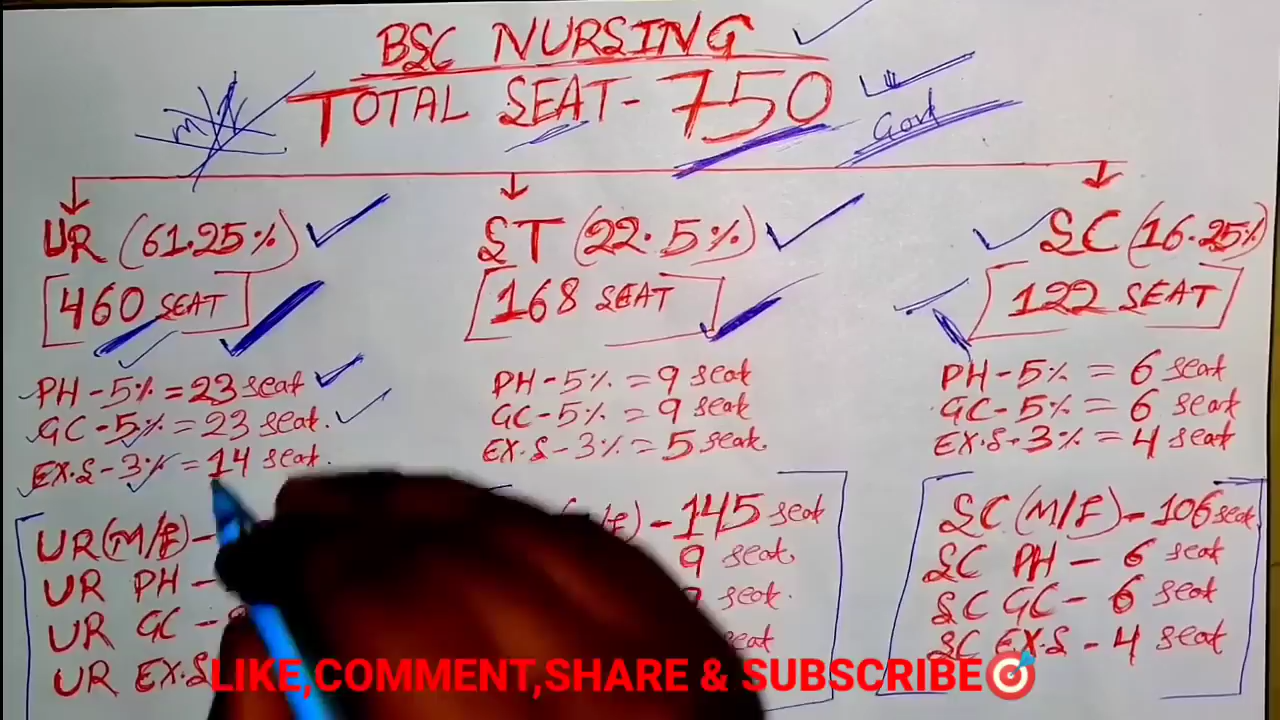 BSC NURSING
TOTAL SEAT- 750
Govt
UR (61.25%)
460 SEAT
PH-5% = 23 seat
GC-5% = 23 seat.
EX.S-3% = 14 seat.
UR(M/F)-
UR PH-
UR GC-
UR EX.S
ST (22.5%)
168 SEAT
PH-5% = 9 seat
GC-5% = 9 seat
EX.S-3% = 5 seat.
/F)-145 seat
9 seat.
seat.
seat
SC (16.25%)
122 SEAT
PH-5% = 6 seat
GC-5% = 6 seat
EX.S-3% = 4 seat
SC (M/F)-106 seat.
SC PH- 6 seat
SC GC- 6 seat
SC EX.S-4 seat
LIKE,COMMENT,SHARE & SUBSCRIBE🎯